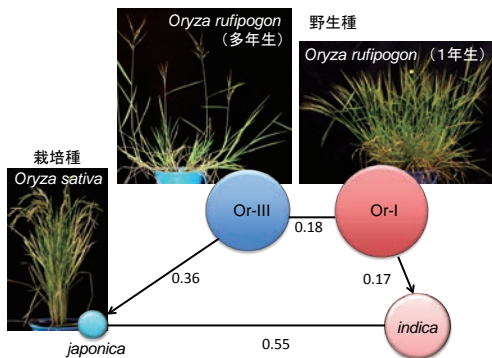 Oryza rufipogon
(多年生)
野生種
Oryza rufipogon (1年生)
栽培種
Oryza sativa
Or-III
Or-I
0.18
0.36
0.17
indica
japonica
0.55